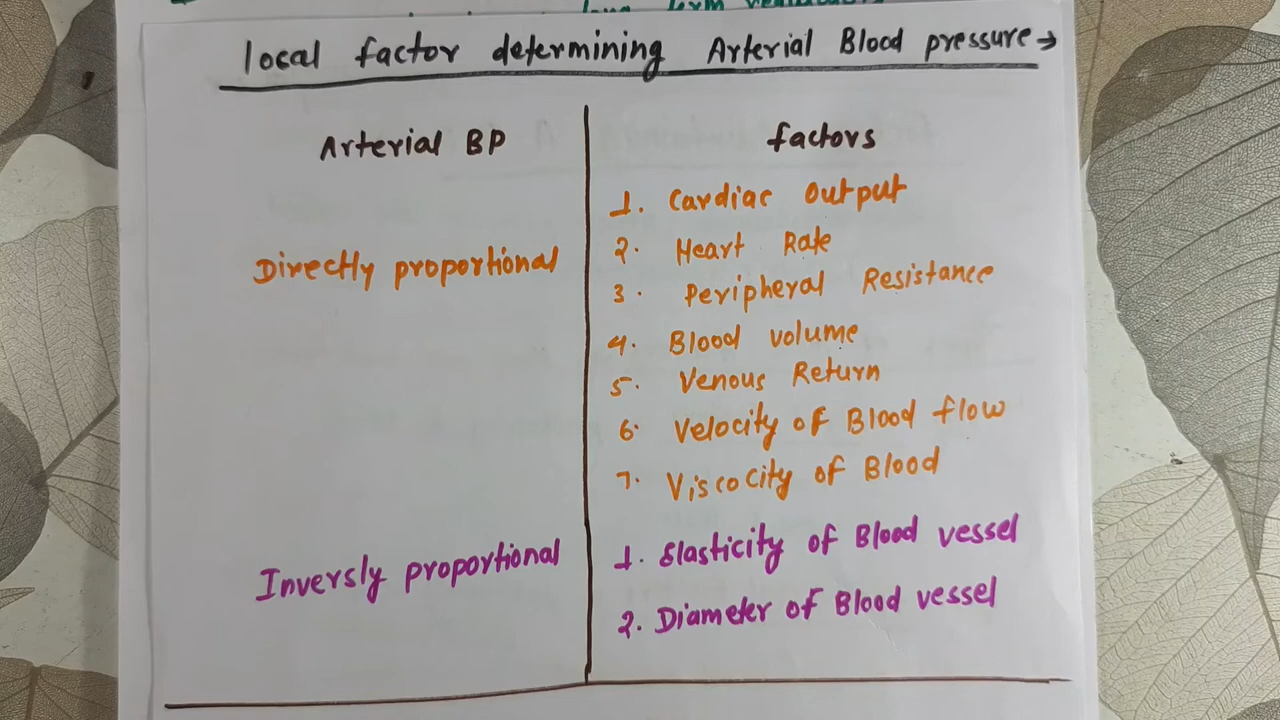 long term
local factor determining Arterial Blood pressure →
Arterial BP
factors
Directly proportional
1. Cardiac Output
2. Heart Rate
3. Peripheral Resistance
4. Blood volume
5. Venous Return
6. Velocity of Blood flow
7. Viscocity of Blood
Inversly proportional
1. Elasticity of Blood vessel
2. Diameter of Blood vessel